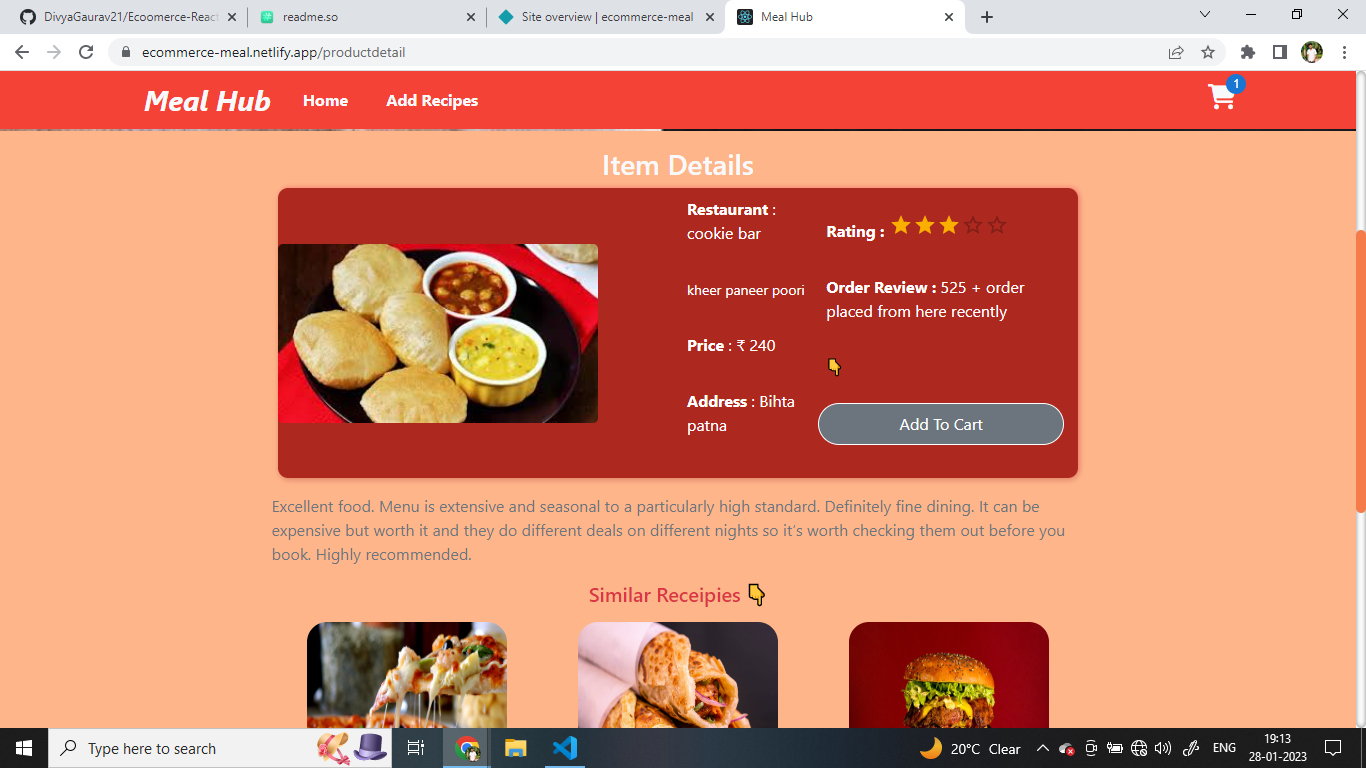 DivyaGaurav21/Ecoomerce-React
readme.so
Site overview | ecommerce-meal
Meal Hub
ecommerce-meal.netlify.app/productdetail
Meal Hub
Home
Add Recipes
1
Item Details
Restaurant :
cookie bar
kheer paneer poori
Price : ₹ 240
Address : Bihta
patna
Rating :
Order Review : 525 + order
placed from here recently
Add To Cart
Excellent food. Menu is extensive and seasonal to a particularly high standard. Definitely fine dining. It can be
expensive but worth it and they do different deals on different nights so it’s worth checking them out before you
book. Highly recommended.
Similar Receipies
Type here to search
20°C Clear
ENG
19:13
28-01-2023